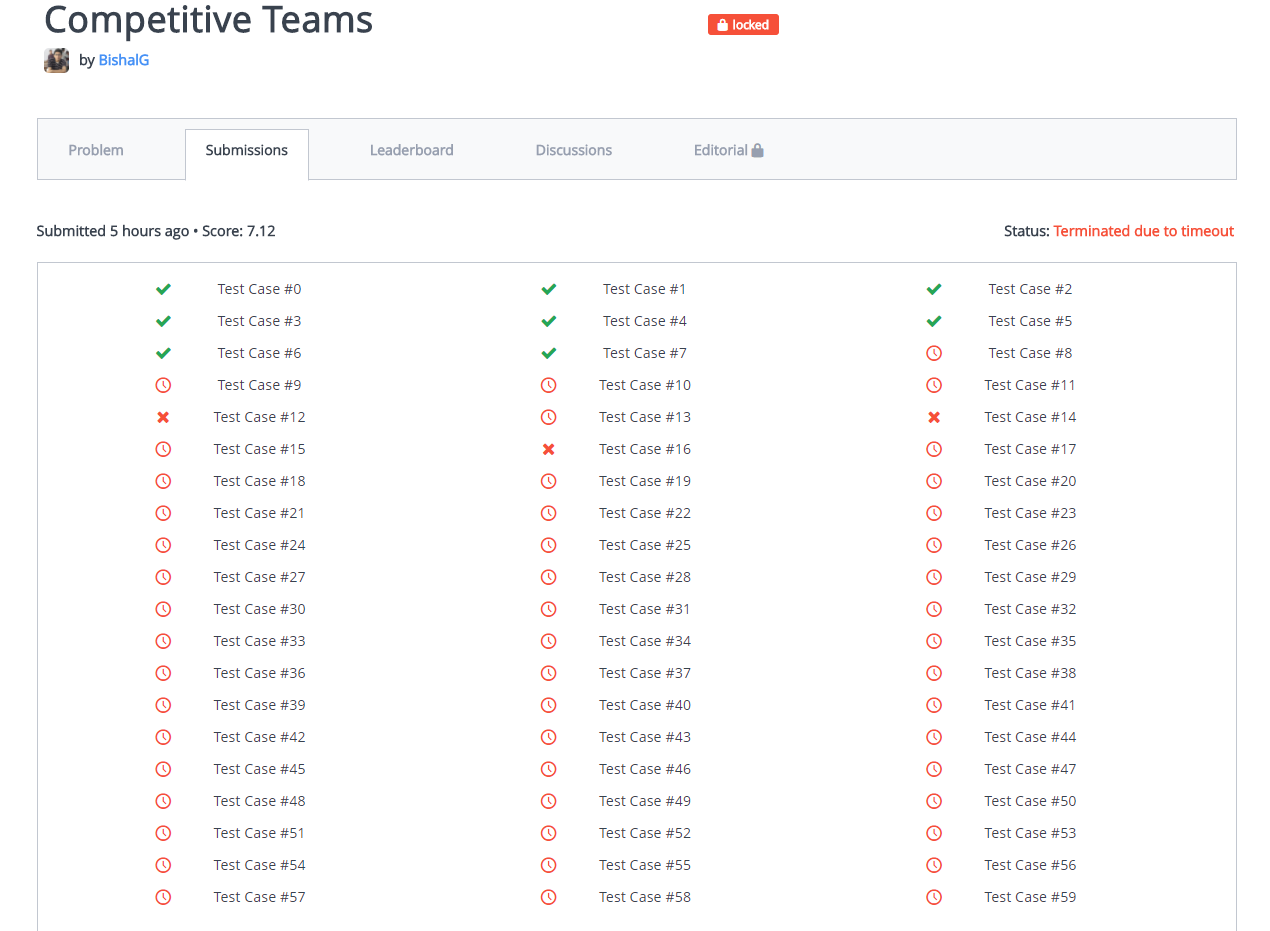 Competitive Teams
locked
by BishalG
Problem Submissions Leaderboard Discussions Editorial
Submitted 5 hours ago • Score: 7.12 Status: Terminated due to timeout
Test Case #0 Test Case #1 Test Case #2
Test Case #3 Test Case #4 Test Case #5
Test Case #6 Test Case #7 Test Case #8
Test Case #9 Test Case #10 Test Case #11
Test Case #12 Test Case #13 Test Case #14
Test Case #15 Test Case #16 Test Case #17
Test Case #18 Test Case #19 Test Case #20
Test Case #21 Test Case #22 Test Case #23
Test Case #24 Test Case #25 Test Case #26
Test Case #27 Test Case #28 Test Case #29
Test Case #30 Test Case #31 Test Case #32
Test Case #33 Test Case #34 Test Case #35
Test Case #36 Test Case #37 Test Case #38
Test Case #39 Test Case #40 Test Case #41
Test Case #42 Test Case #43 Test Case #44
Test Case #45 Test Case #46 Test Case #47
Test Case #48 Test Case #49 Test Case #50
Test Case #51 Test Case #52 Test Case #53
Test Case #54 Test Case #55 Test Case #56
Test Case #57 Test Case #58 Test Case #59